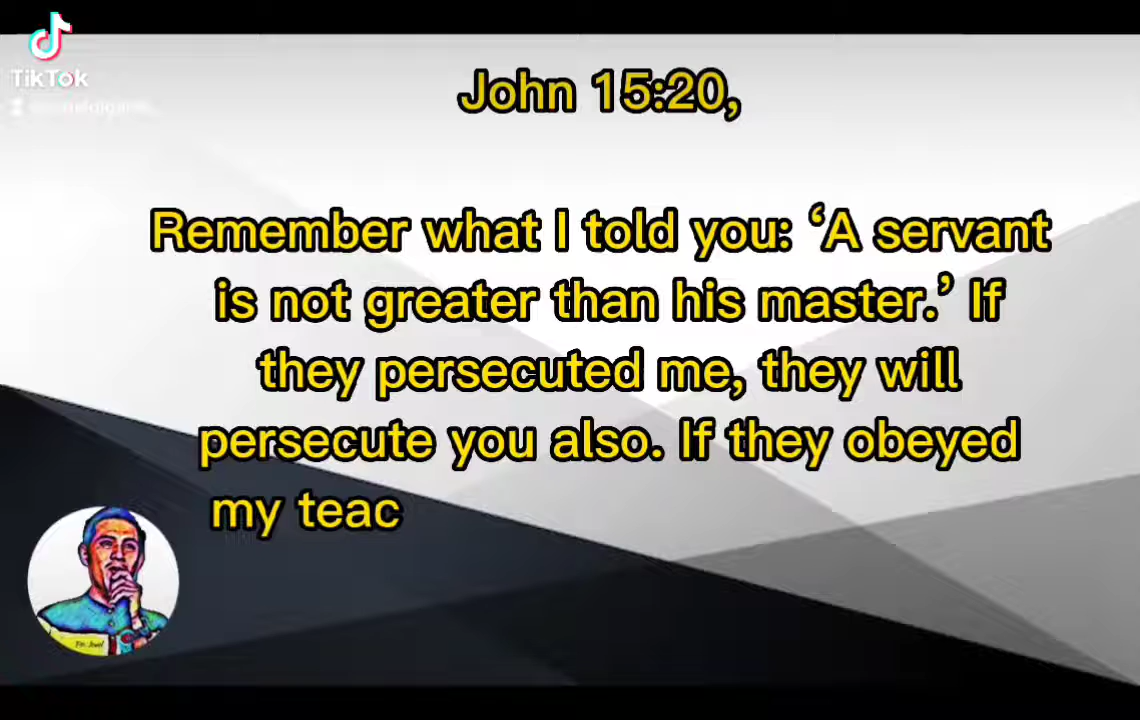 TikTok
John 15:20,
Remember what I told you: ‘A servant
is not greater than his master.’ If
they persecuted me, they will
persecute you also. If they obeyed
my teac